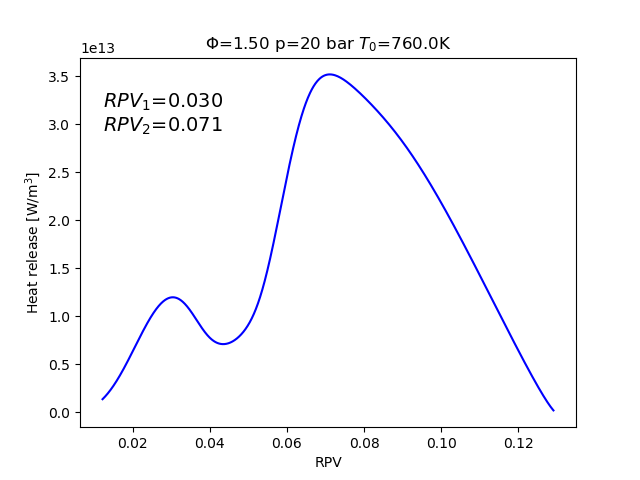 Φ=1.50 p=20 bar T₀=760.0K
1e13
RPV₁=0.030
RPV₂=0.071
3.5
3.0
2.5
2.0
1.5
1.0
0.5
0.0
Heat release [W/m³]
0.02 0.04 0.06 0.08 0.10 0.12
RPV